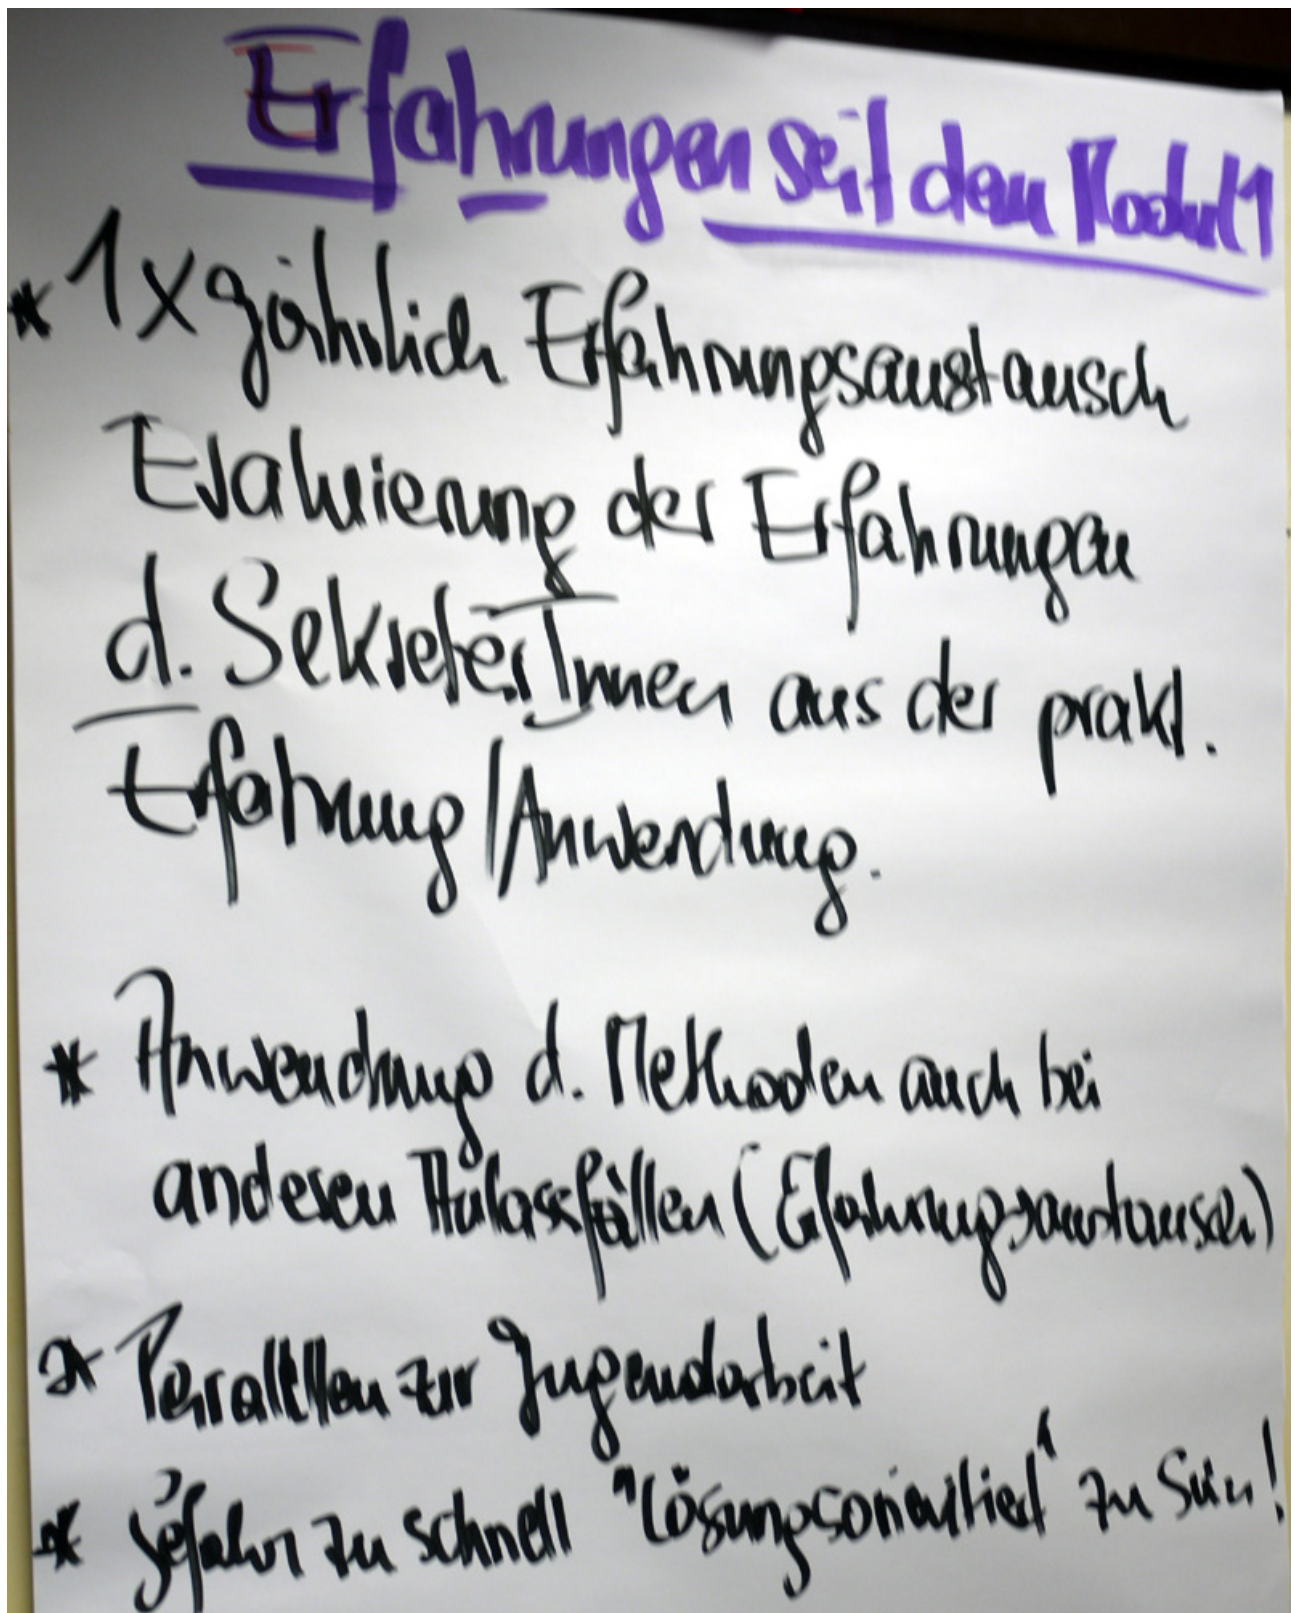 Erfahrungen seit dem Modul 1
* 1x jährlich Erfahrungsaustausch
Evaluierung der Erfahrungen
d. SekreterInnen aus der prakt.
Erfahrung/Anwendung.
* Anwendung d. Methoden auch bei
anderen Anlassfällen (Erfahrungsaustausch)
* Parallelen zur Jugendarbeit
* Gefahr zu schnell "lösungsorientiert" zu sein!